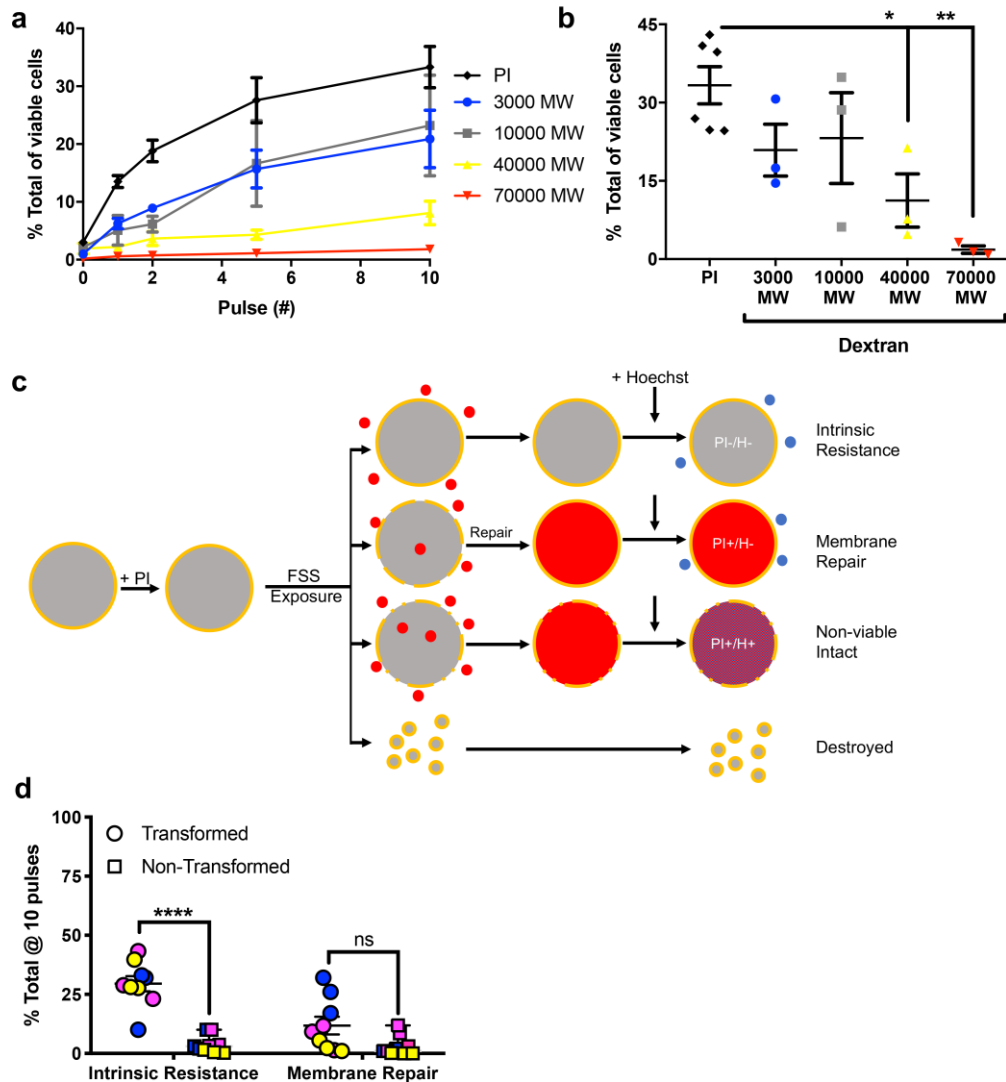 a
% Total of viable cells
40
30
20
10
0
0
2
4
6
8
10
Pulse (#)
PI
3000 MW
10000 MW
40000 MW
70000 MW
b
% Total of viable cells
45
30
15
0
*
**
PI
3000
MW
10000
MW
40000
MW
70000
MW
Dextran
c
+ PI
FSS
Exposure
+ Hoechst
PI-/H-
Intrinsic
Resistance
Repair
PI+/H-
Membrane
Repair
PI+/H+
Non-viable
Intact
Destroyed
d
% Total @ 10 pulses
100
75
50
25
0
Transformed
Non-Transformed
****
ns
Intrinsic Resistance
Membrane Repair